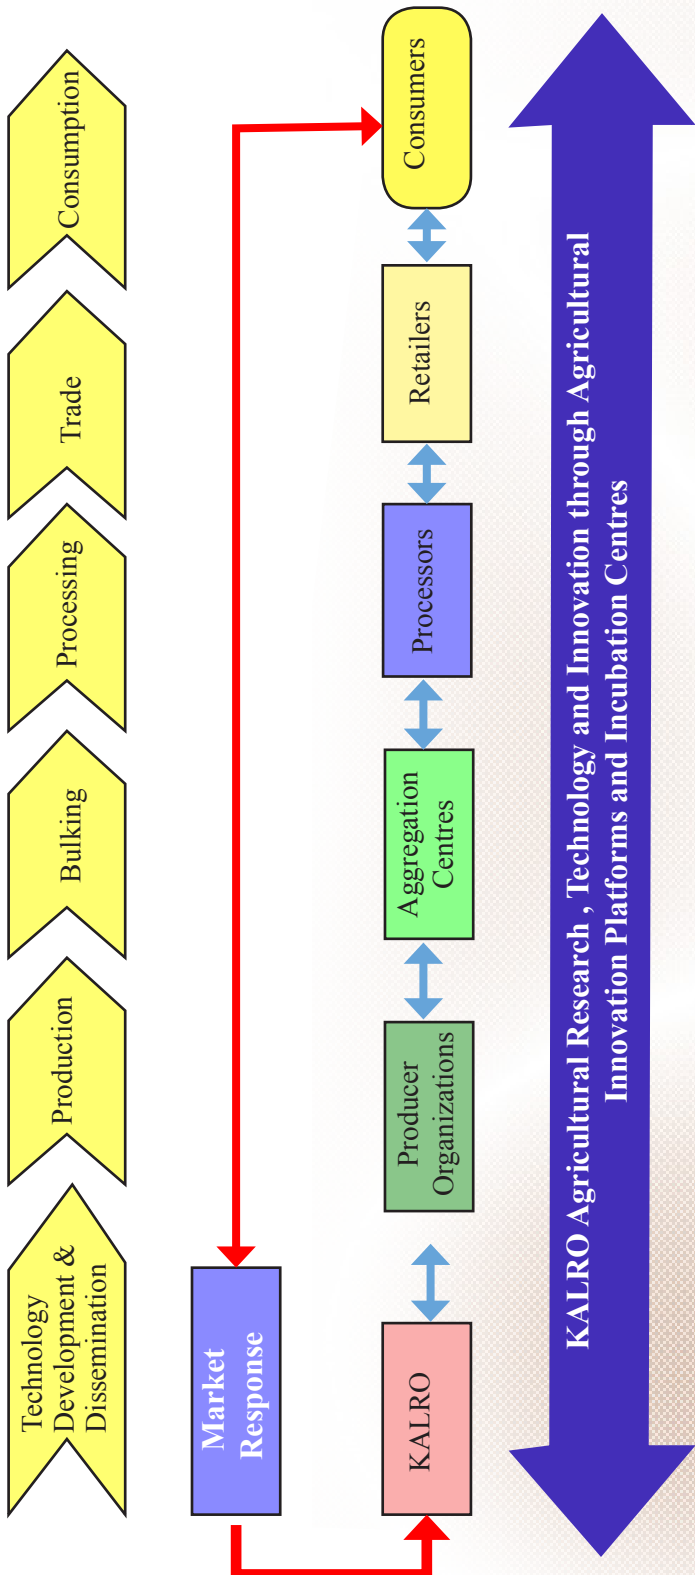 Technology
Development &
Dissemination
Production
Bulking
Processing
Trade
Consumption
Market
Response
KALRO
Producer
Organizations
Aggregation
Centres
Processors
Retailers
Consumers
KALRO Agricultural Research , Technology and Innovation through Agricultural
Innovation Platforms and Incubation Centres